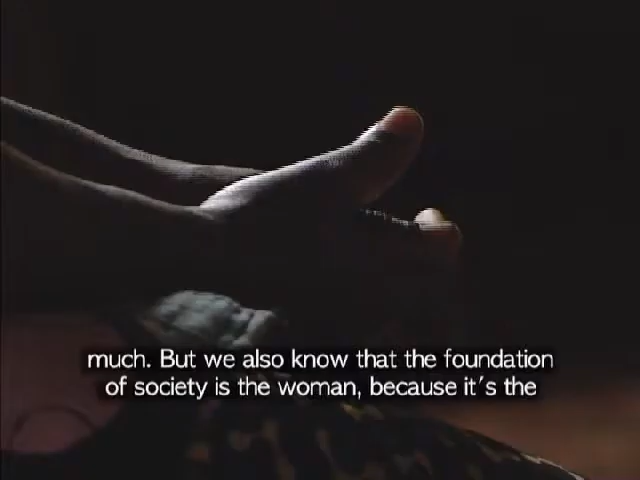 much. But we also know that the foundation
of society is the woman, because it's the